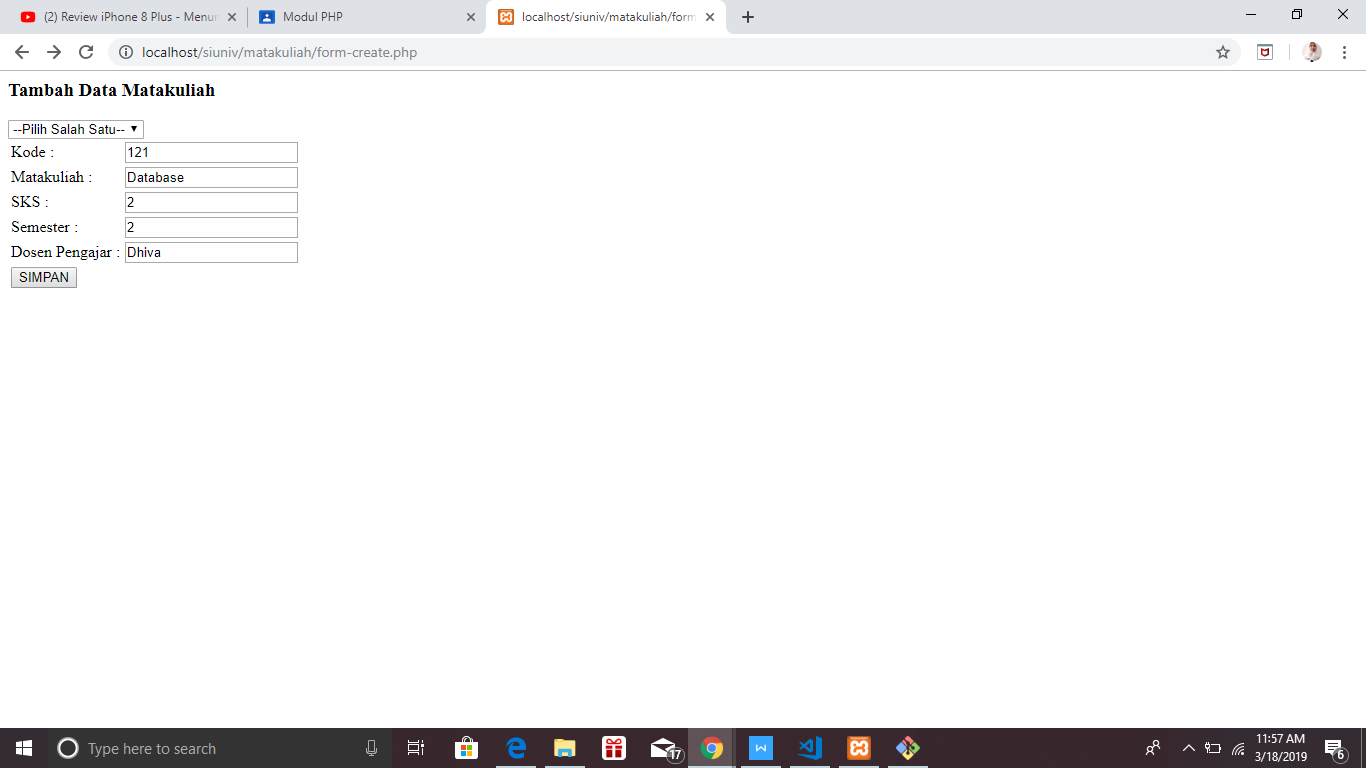 (2) Review iPhone 8 Plus - Menu
Modul PHP
localhost/siuniv/matakuliah/form
localhost/siuniv/matakuliah/form-create.php
Tambah Data Matakuliah
--Pilih Salah Satu--
Kode : 121
Matakuliah : Database
SKS : 2
Semester : 2
Dosen Pengajar : Dhiva
SIMPAN
Type here to search
17
W
11:57 AM
3/18/2019
6